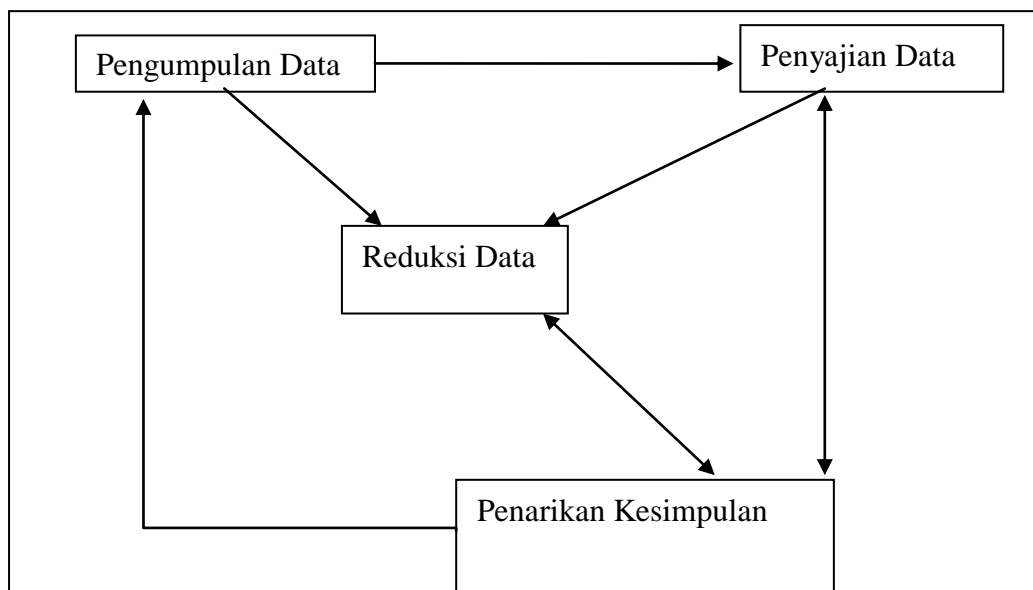 Pengumpulan Data
Penyajian Data
Reduksi Data
Penarikan Kesimpulan